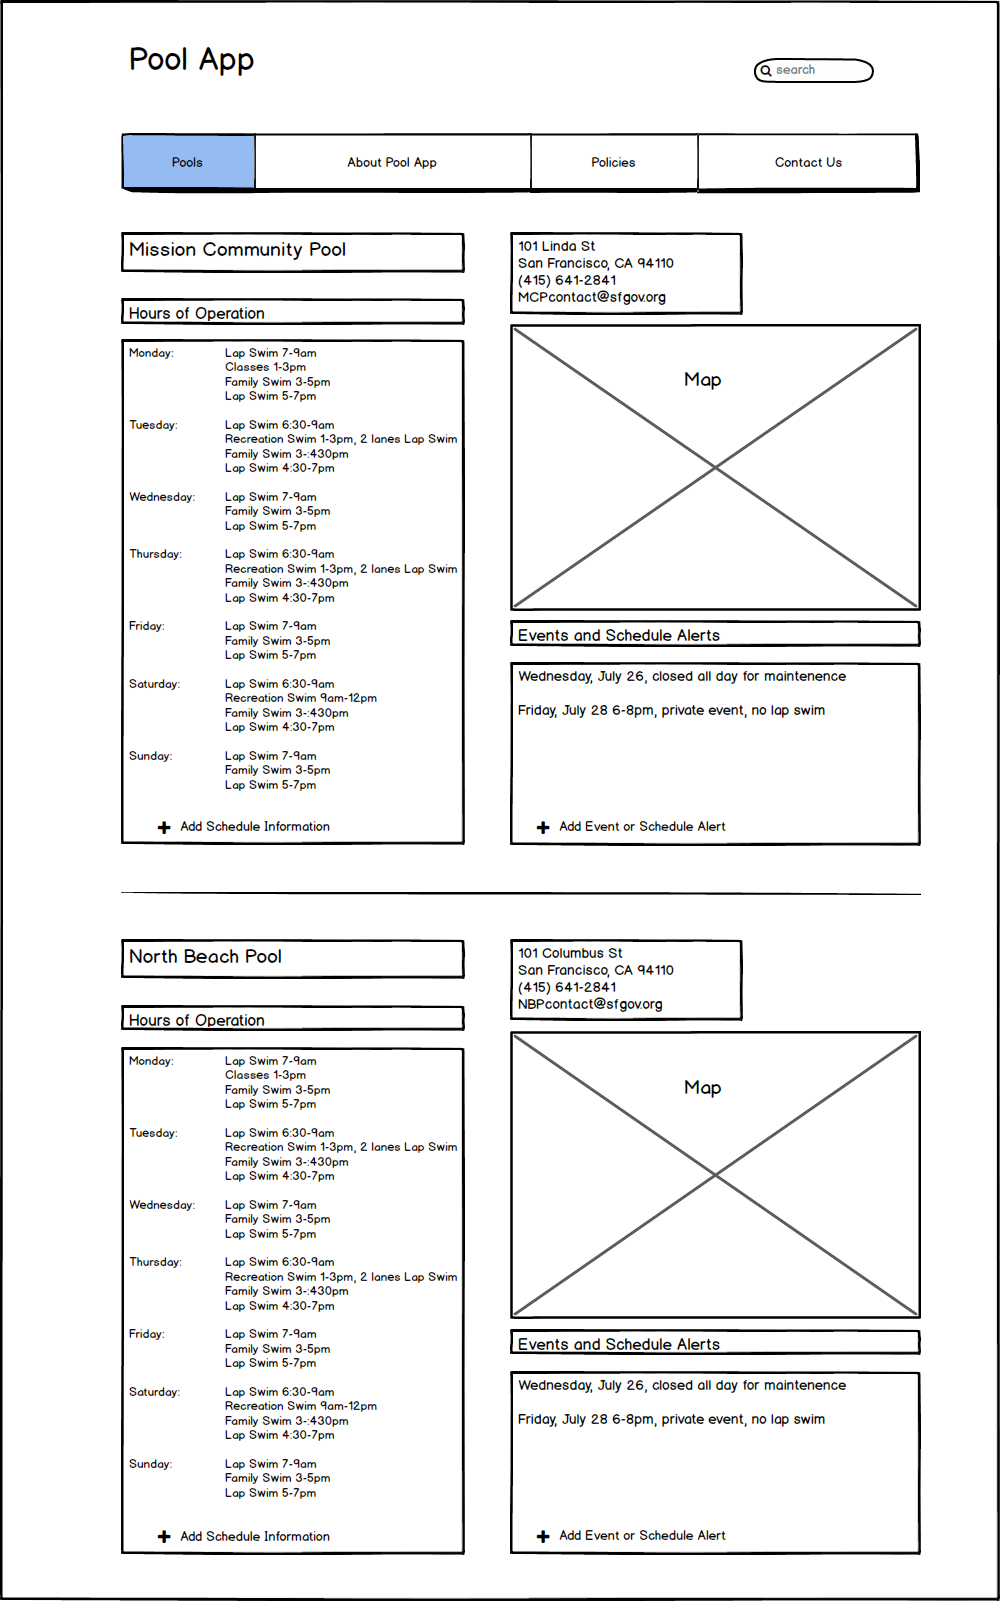 Pool App
search
Pools
About Pool App
Policies
Contact Us
Mission Community Pool
Hours of Operation
Monday: Lap Swim 7-9am
Classes 1-3pm
Family Swim 3-5pm
Lap Swim 5-7pm
Tuesday: Lap Swim 6:30-9am
Recreation Swim 1-3pm, 2 lanes Lap Swim
Family Swim 3-:430pm
Lap Swim 4:30-7pm
Wednesday: Lap Swim 7-9am
Family Swim 3-5pm
Lap Swim 5-7pm
Thursday: Lap Swim 6:30-9am
Recreation Swim 1-3pm, 2 lanes Lap Swim
Family Swim 3-:430pm
Lap Swim 4:30-7pm
Friday: Lap Swim 7-9am
Family Swim 3-5pm
Lap Swim 5-7pm
Saturday: Lap Swim 6:30-9am
Recreation Swim 9am-12pm
Family Swim 3-:430pm
Lap Swim 4:30-7pm
Sunday: Lap Swim 7-9am
Family Swim 3-5pm
Lap Swim 5-7pm
Add Schedule Information
101 Linda St
San Francisco, CA 94110
(415) 641-2841
MCPcontact@sfgov.org
Map
Events and Schedule Alerts
Wednesday, July 26, closed all day for maintenence
Friday, July 28 6-8pm, private event, no lap swim
Add Event or Schedule Alert
North Beach Pool
Hours of Operation
Monday: Lap Swim 7-9am
Classes 1-3pm
Family Swim 3-5pm
Lap Swim 5-7pm
Tuesday: Lap Swim 6:30-9am
Recreation Swim 1-3pm, 2 lanes Lap Swim
Family Swim 3-:430pm
Lap Swim 4:30-7pm
Wednesday: Lap Swim 7-9am
Family Swim 3-5pm
Lap Swim 5-7pm
Thursday: Lap Swim 6:30-9am
Recreation Swim 1-3pm, 2 lanes Lap Swim
Family Swim 3-:430pm
Lap Swim 4:30-7pm
Friday: Lap Swim 7-9am
Family Swim 3-5pm
Lap Swim 5-7pm
Saturday: Lap Swim 6:30-9am
Recreation Swim 9am-12pm
Family Swim 3-:430pm
Lap Swim 4:30-7pm
Sunday: Lap Swim 7-9am
Family Swim 3-5pm
Lap Swim 5-7pm
Add Schedule Information
101 Columbus St
San Francisco, CA 94110
(415) 641-2841
NBPcontact@sfgov.org
Map
Events and Schedule Alerts
Wednesday, July 26, closed all day for maintenence
Friday, July 28 6-8pm, private event, no lap swim
Add Event or Schedule Alert